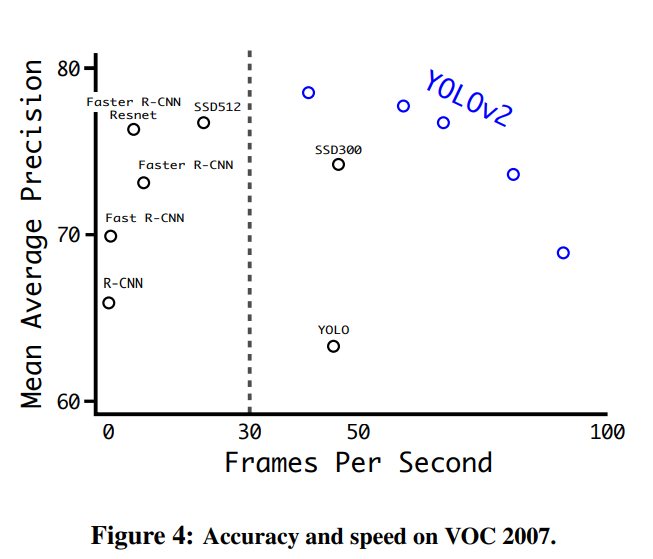 80
Faster R-CNN
Resnet
SSD512
YOLOv2
SSD300
Faster R-CNN
70
Fast R-CNN
R-CNN
YOLO
60
Mean Average Precision
0 30 50 100
Frames Per Second
Figure 4: Accuracy and speed on VOC 2007.